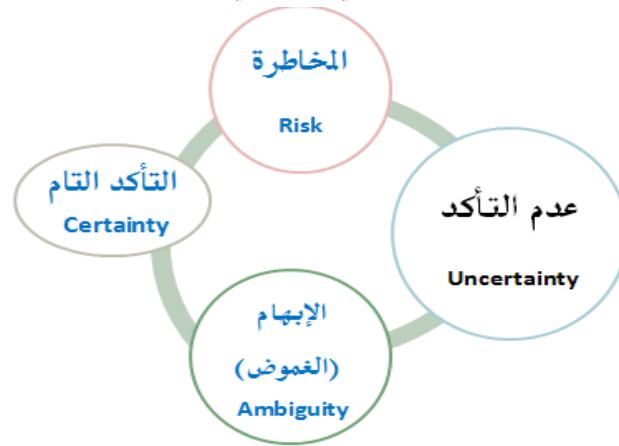 المخاطرة
Risk
عدم التأكد
Uncertainty
الإبهام
(الغموض)
Ambiguity
التأكد التام
Certainty